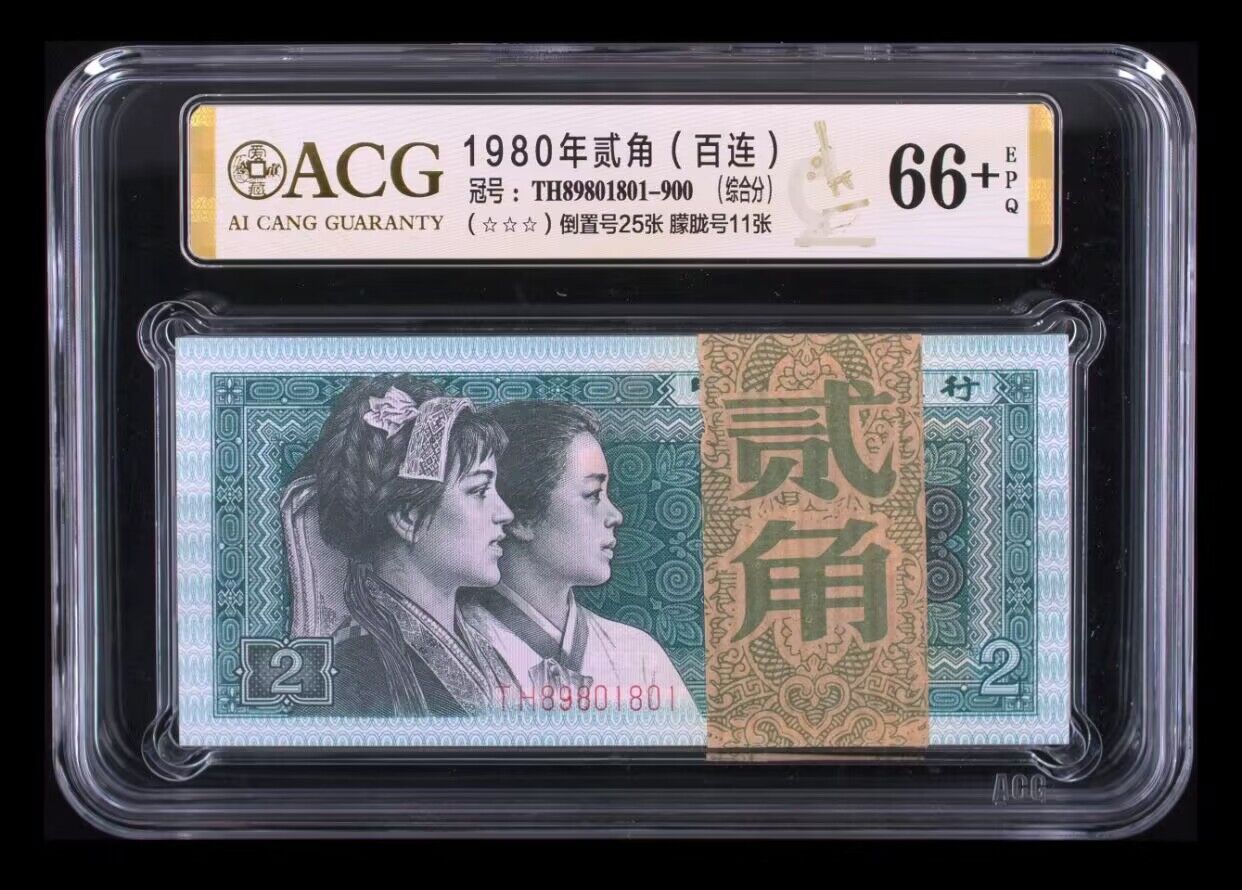 ACG
AI CANG GUARANTY
1980年贰角（百连）
冠号：TH89801801-900 （综合分）
（☆☆☆）倒置号25张 朦胧号11张
66+
EPQ
行
贰角
2
TH89801801
2
ACG